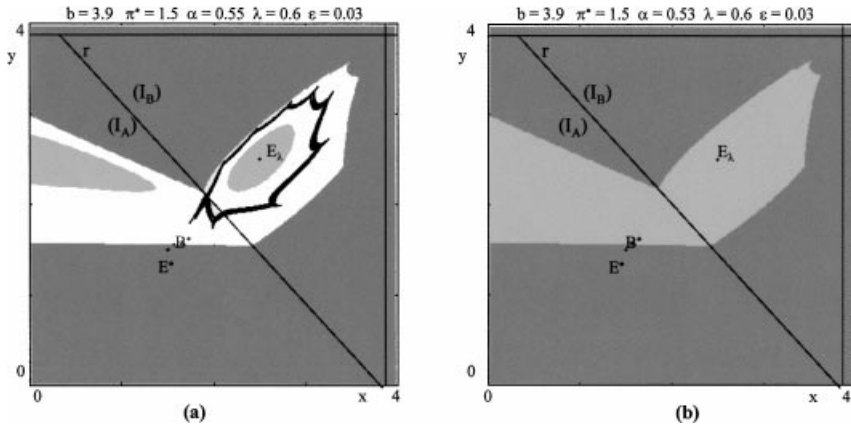 b = 3.9 π* = 1.5 α = 0.55 λ = 0.6 ε = 0.03
4
y
r
(I_B)
(I_A)
E_λ
B*
E*
0
0
x
4
(a)
b = 3.9 π* = 1.5 α = 0.53 λ = 0.6 ε = 0.03
4
y
r
(I_B)
(I_A)
E_λ
B*
E*
0
0
x
4
(b)